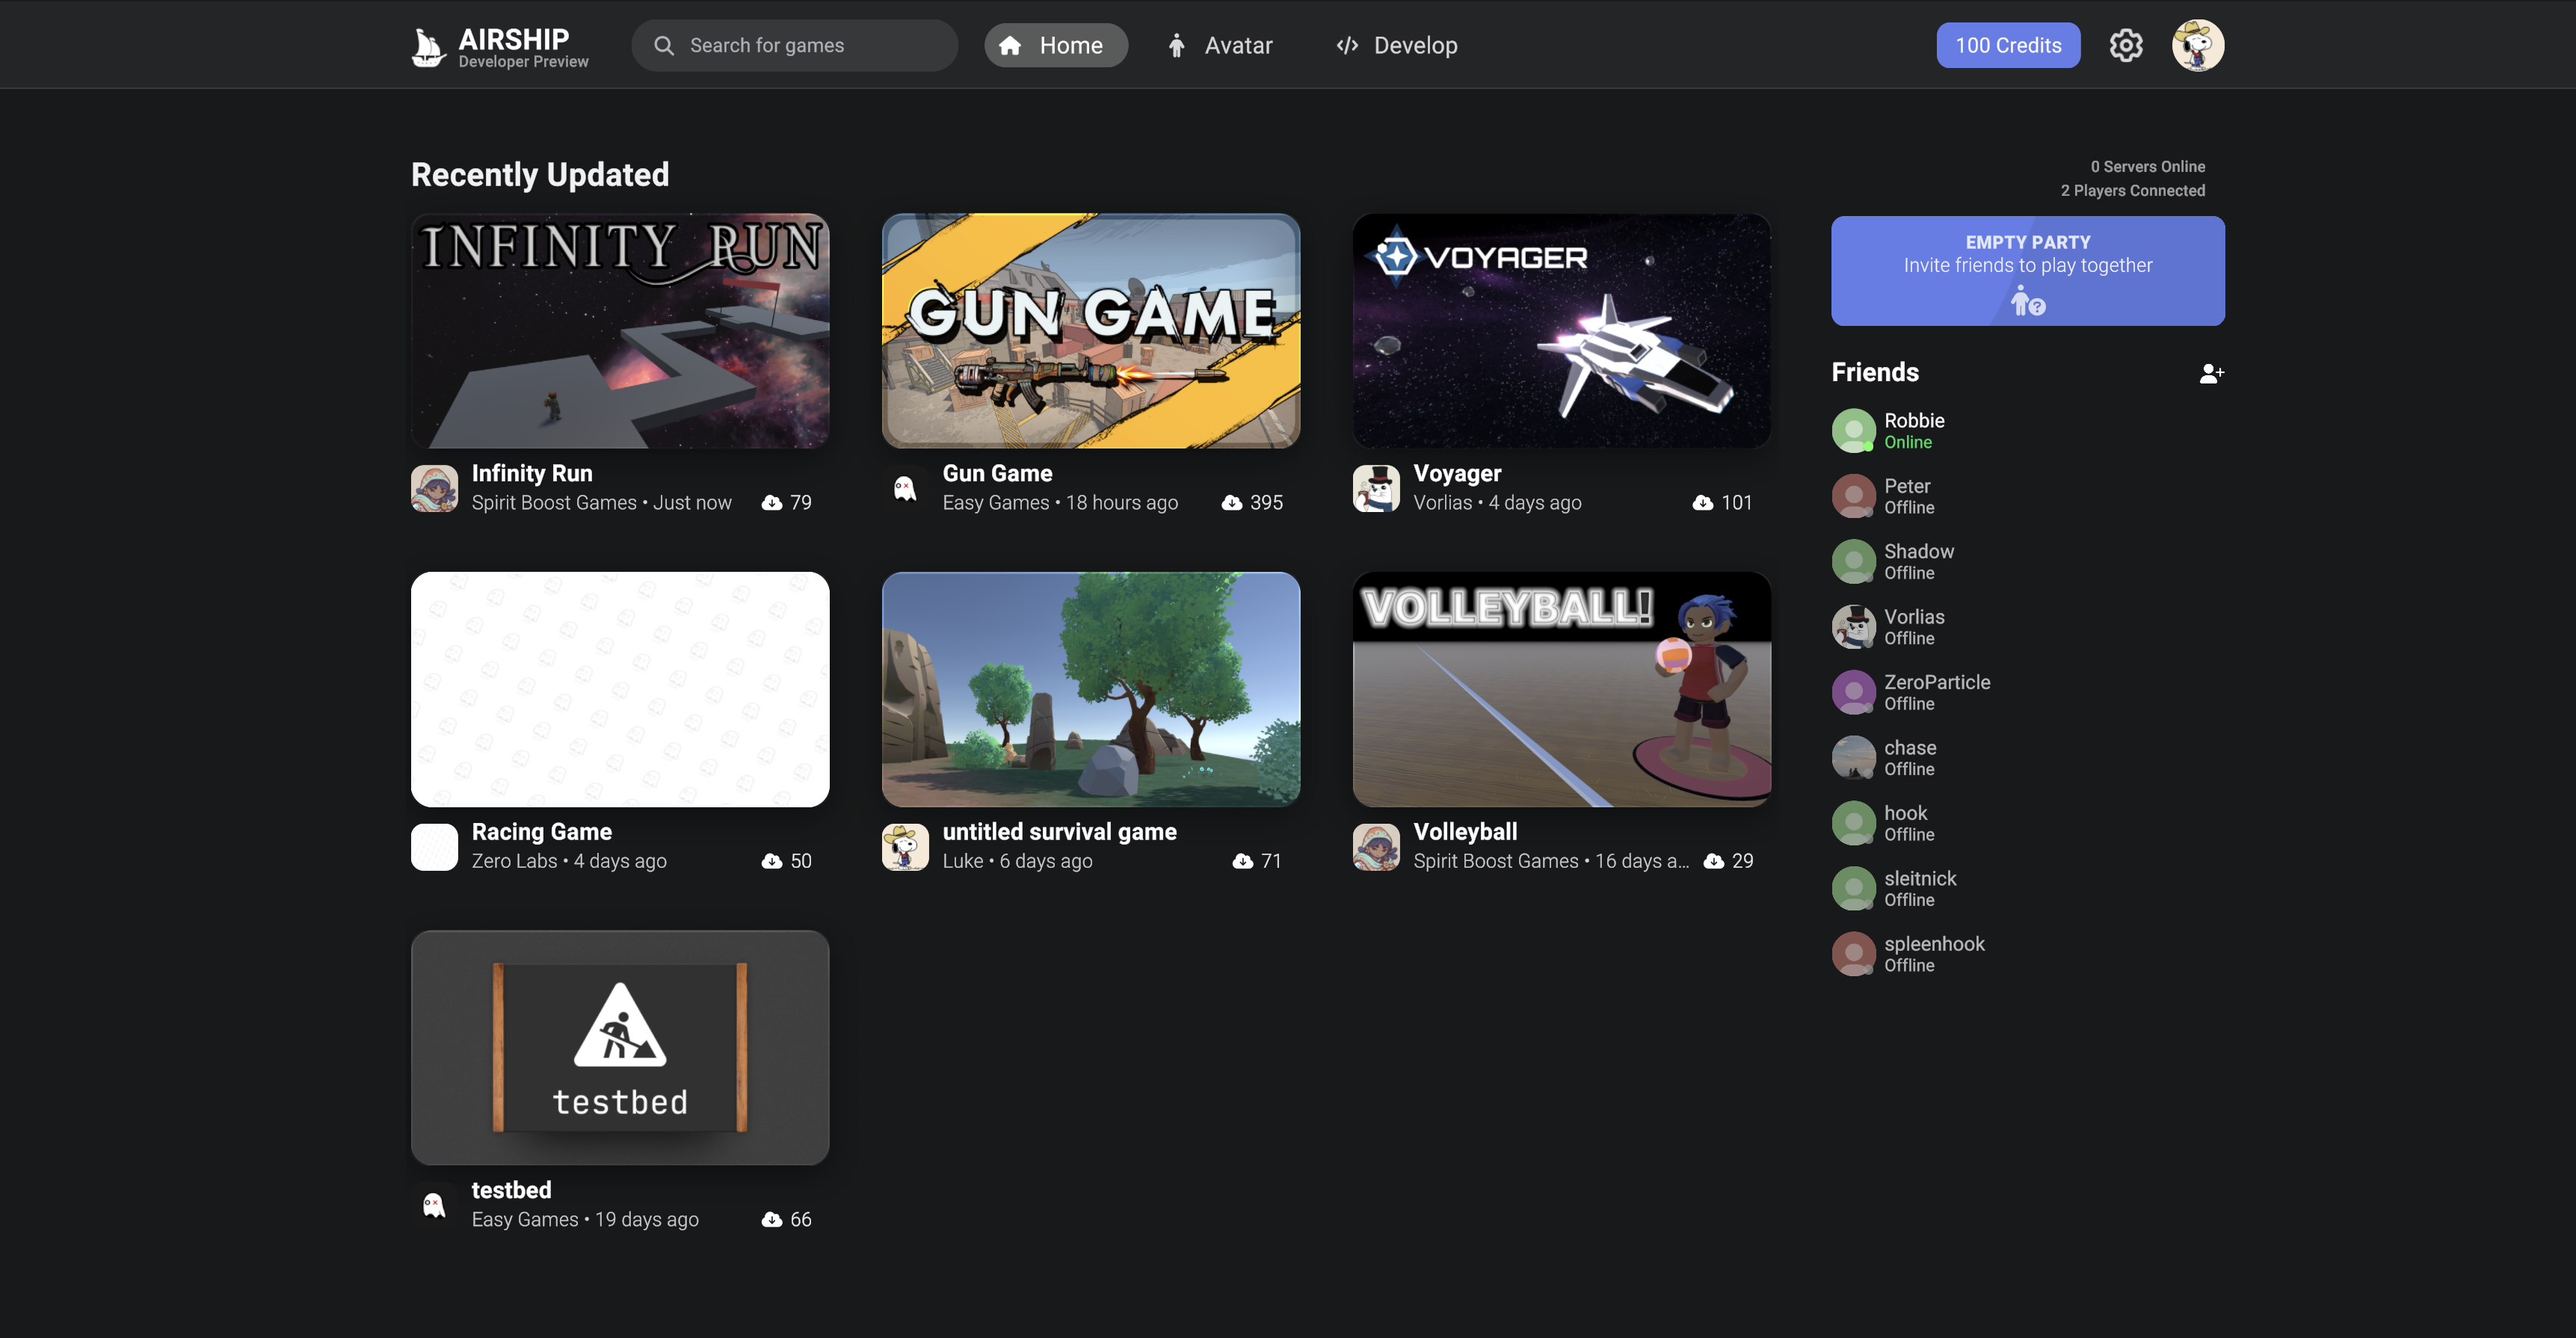 AIRSHIP
Developer Preview
Search for games
Home
Avatar
Develop
100 Credits
Recently Updated
0 Servers Online
2 Players Connected
INFINITY RUN
GUN GAME
VOYAGER
EMPTY PARTY
Invite friends to play together
?
Infinity Run
Spirit Boost Games • Just now
79
Gun Game
Easy Games • 18 hours ago
395
Voyager
Vorlias • 4 days ago
101
VOLLEYBALL!
Racing Game
Zero Labs • 4 days ago
50
untitled survival game
Luke • 6 days ago
71
Volleyball
Spirit Boost Games • 16 days a...
29
testbed
testbed
Easy Games • 19 days ago
66
Friends
Robbie
Online
Peter
Offline
Shadow
Offline
Vorlias
Offline
ZeroParticle
Offline
chase
Offline
hook
Offline
sleitnick
Offline
spleenhook
Offline